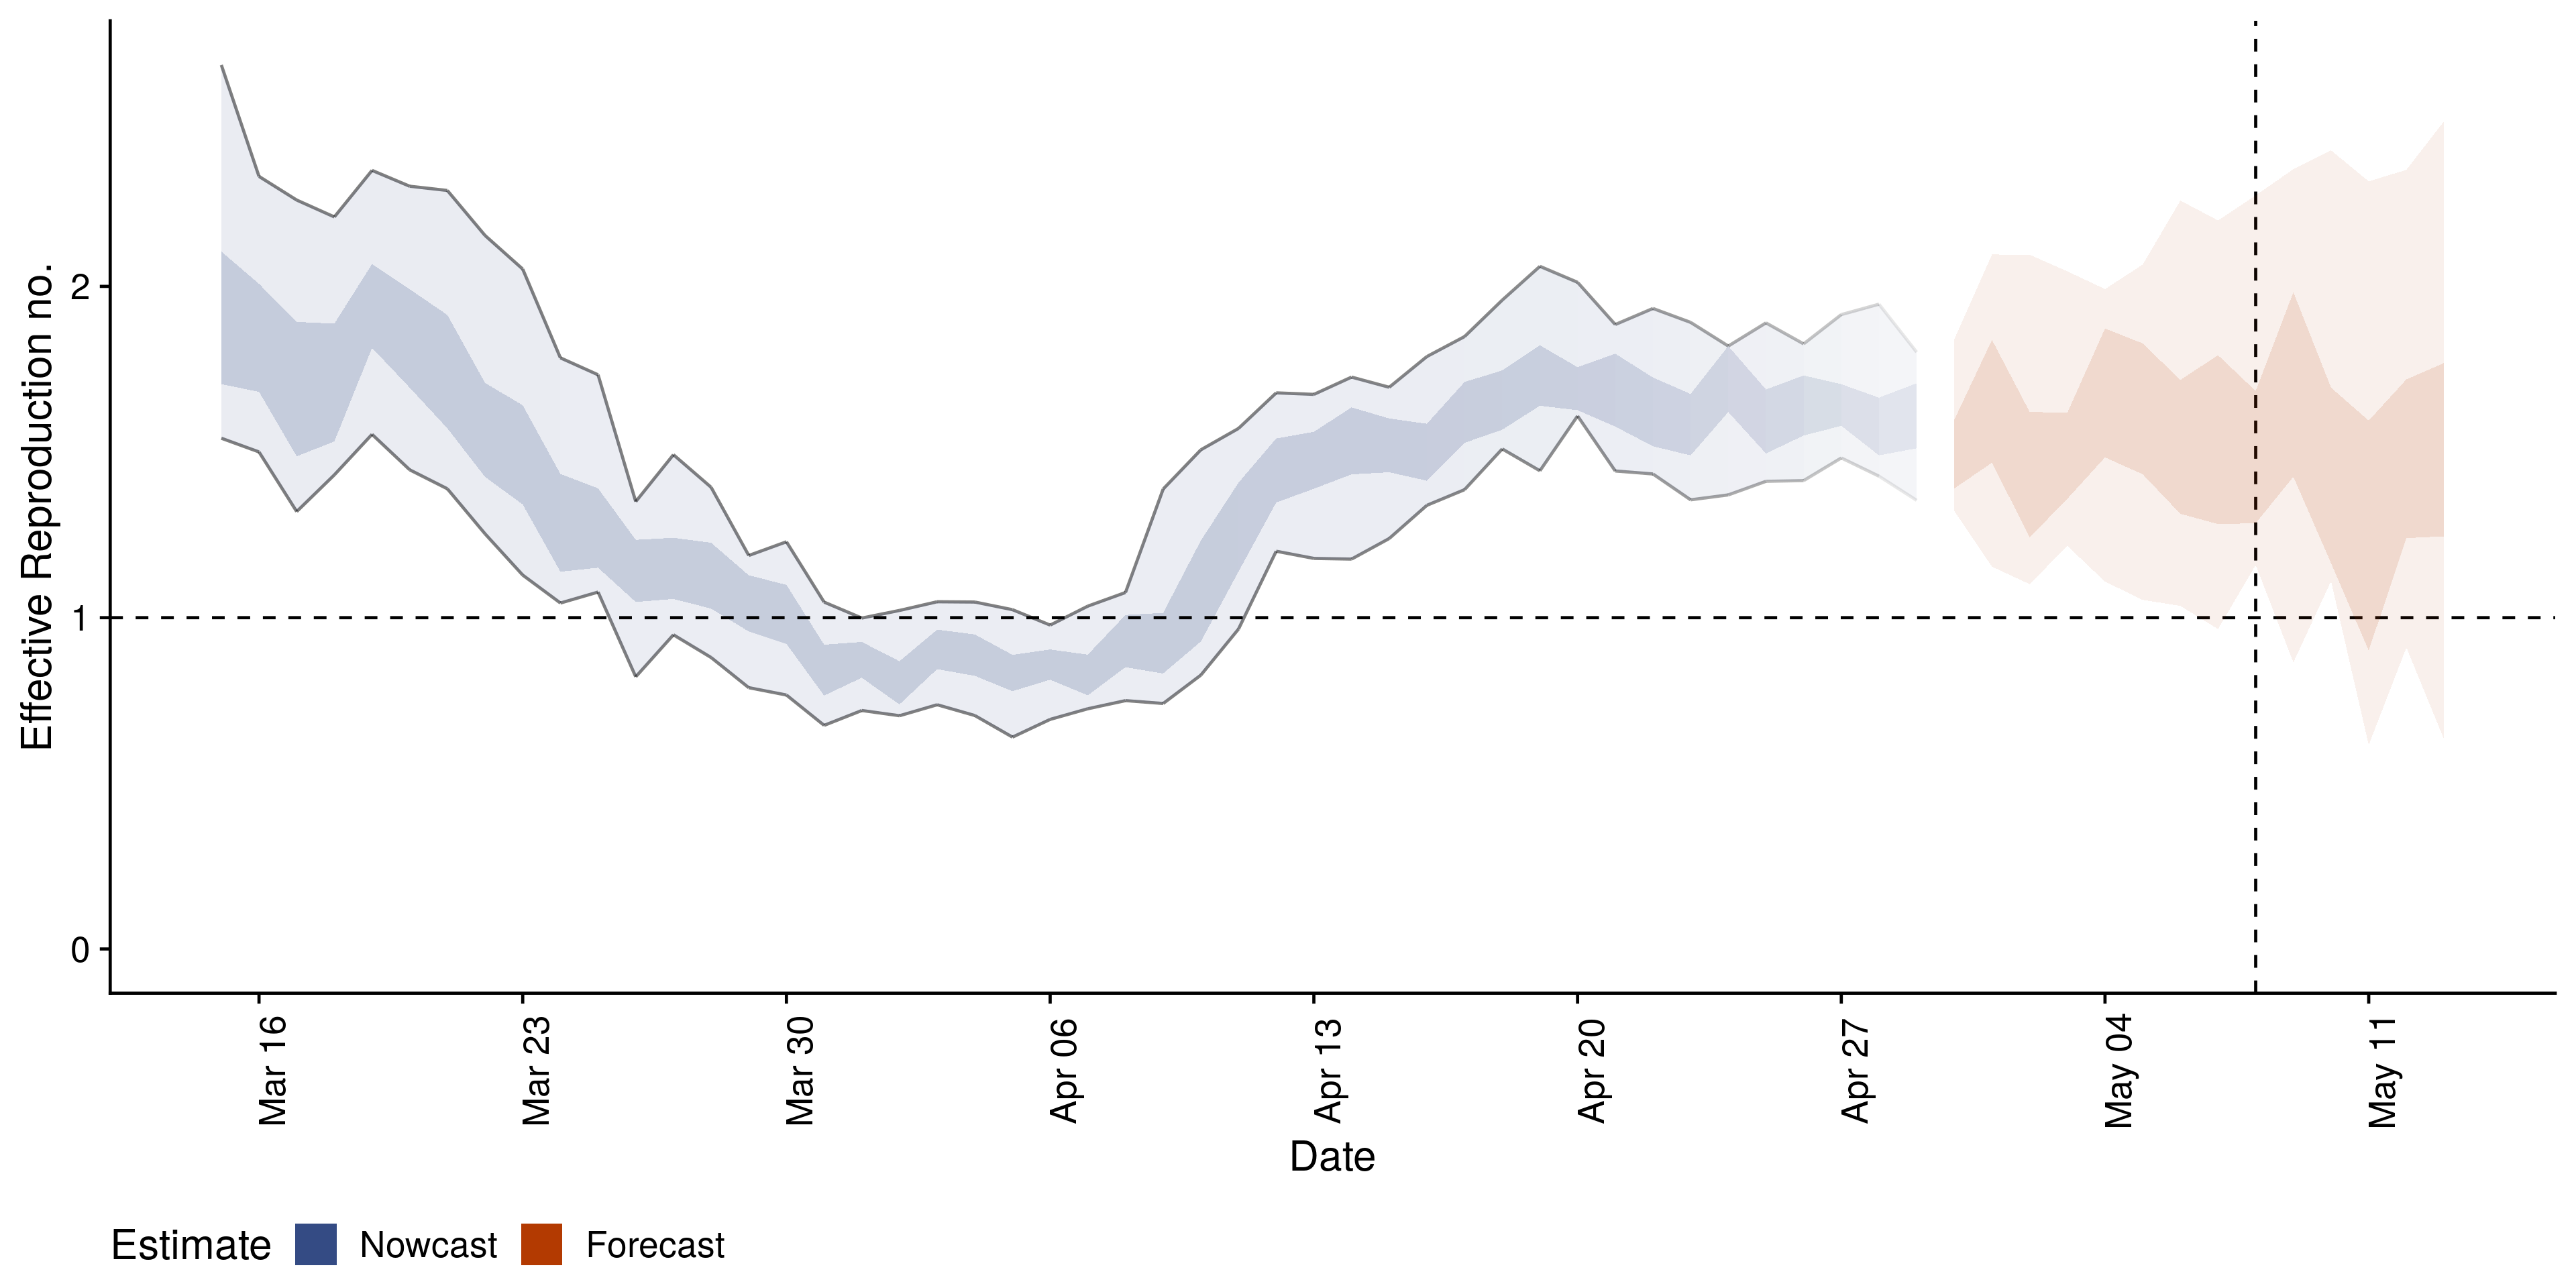 Effective Reproduction no.
2
1
0
Mar 16
Mar 23
Mar 30
Apr 06
Apr 13
Apr 20
Apr 27
May 04
May 11
Date
Estimate Nowcast Forecast